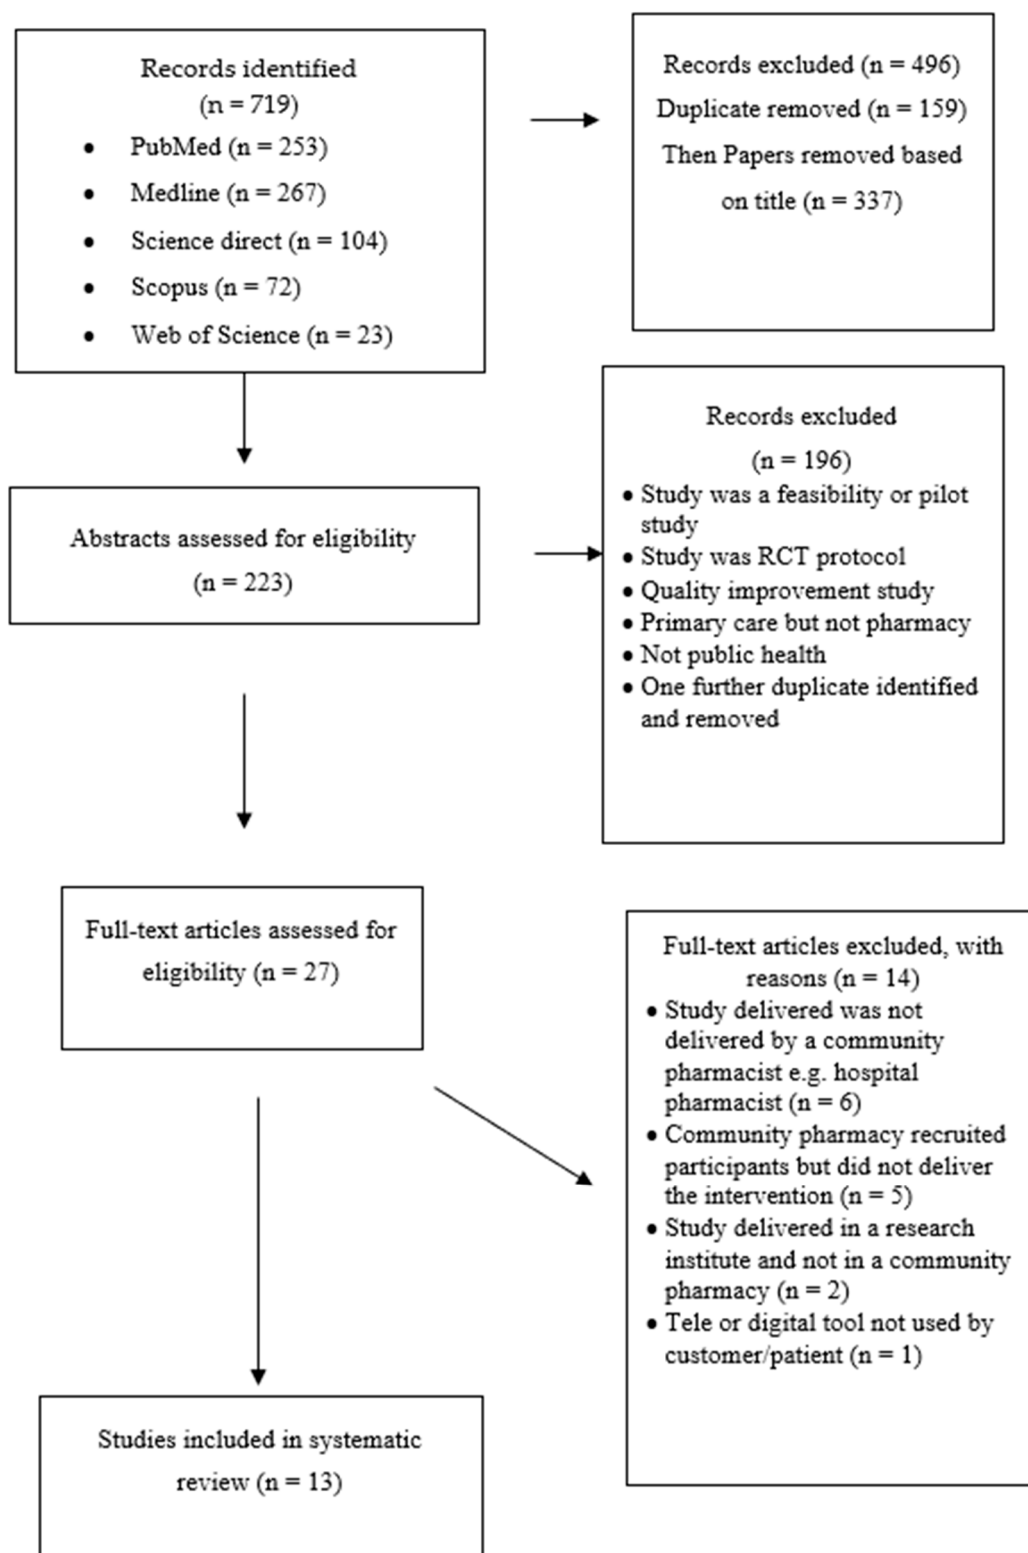 Records identified
(n = 719)
• PubMed (n = 253)
• Medline (n = 267)
• Science direct (n = 104)
• Scopus (n = 72)
• Web of Science (n = 23)
Records excluded (n = 496)
Duplicate removed (n = 159)
Then Papers removed based
on title (n = 337)
Abstracts assessed for eligibility
(n = 223)
Records excluded
(n = 196)
• Study was a feasibility or pilot
study
• Study was RCT protocol
• Quality improvement study
• Primary care but not pharmacy
• Not public health
• One further duplicate identified
and removed
Full-text articles assessed for
eligibility (n = 27)
Full-text articles excluded, with
reasons (n = 14)
• Study delivered was not
delivered by a community
pharmacist e.g. hospital
pharmacist (n = 6)
• Community pharmacy recruited
participants but did not deliver
the intervention (n = 5)
• Study delivered in a research
institute and not in a community
pharmacy (n = 2)
• Tele or digital tool not used by
customer/patient (n = 1)
Studies included in systematic
review (n = 13)